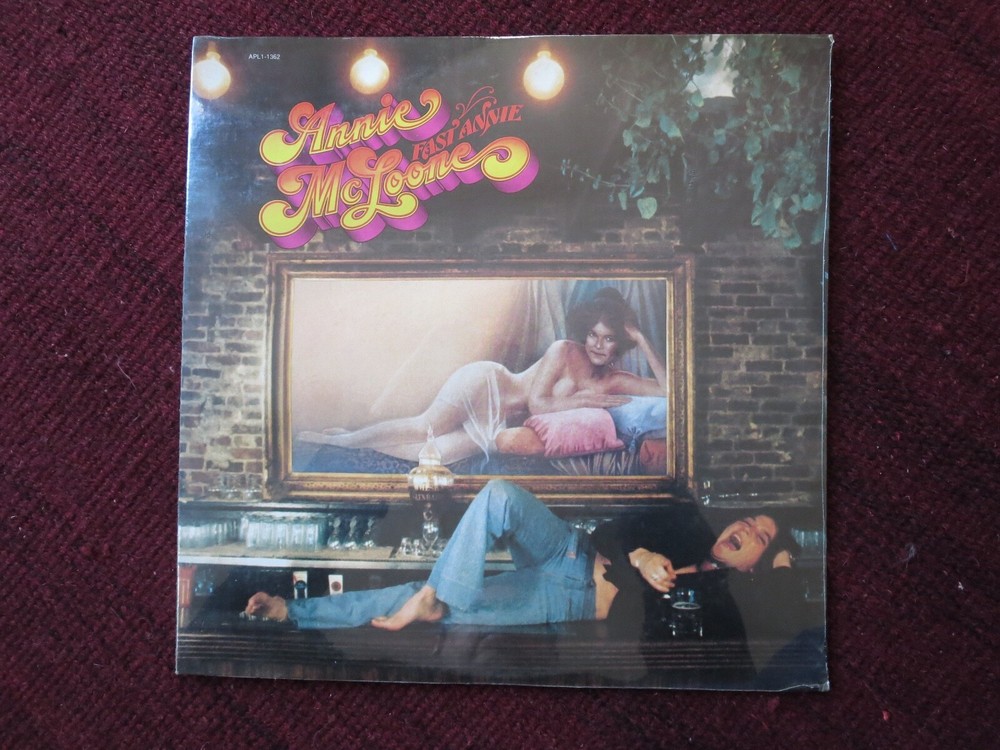 APL1-1362
Annie
FAST ANNIE
McLoone